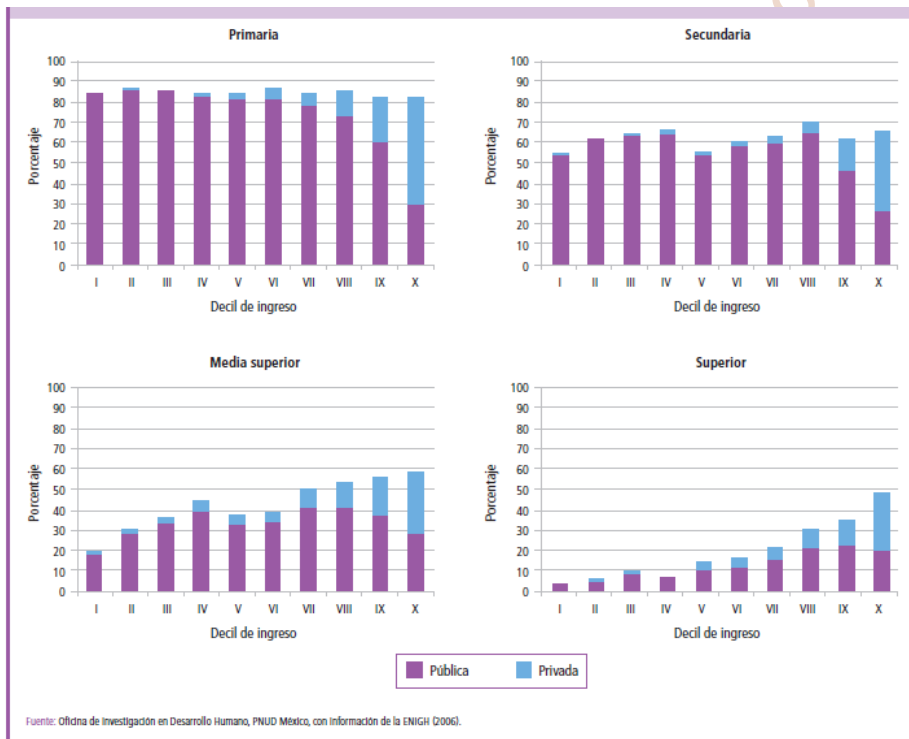 Primaria
Porcentaje
100
90
80
70
60
50
40
30
20
10
0
I II III IV V VI VII VIII IX X
Decil de ingreso
Secundaria
Porcentaje
100
90
80
70
60
50
40
30
20
10
0
I II III IV V VI VII VIII IX X
Decil de ingreso
Media superior
Porcentaje
100
90
80
70
60
50
40
30
20
10
0
I II III IV V VI VII VIII IX X
Decil de ingreso
Superior
Porcentaje
100
90
80
70
60
50
40
30
20
10
0
I II III IV V VI VII VIII IX X
Decil de ingreso
Pública Privada
Fuente: Oficina de Investigación en Desarrollo Humano, PNUD México, con información de la ENIGH (2006).